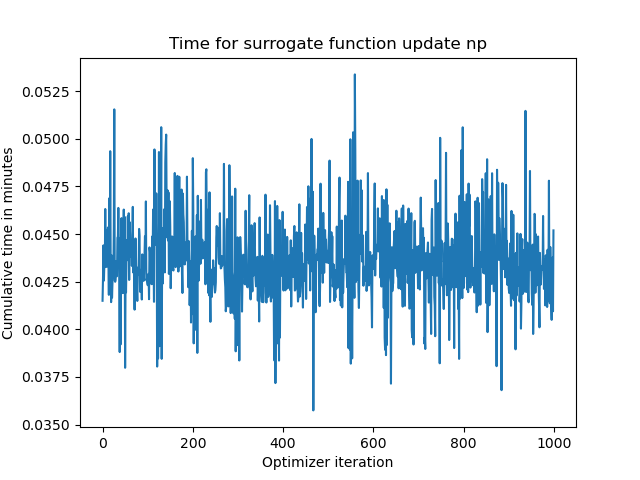 Time for surrogate function update np
Cumulative time in minutes
0.0525
0.0500
0.0475
0.0450
0.0425
0.0400
0.0375
0.0350
0 200 400 600 800 1000
Optimizer iteration